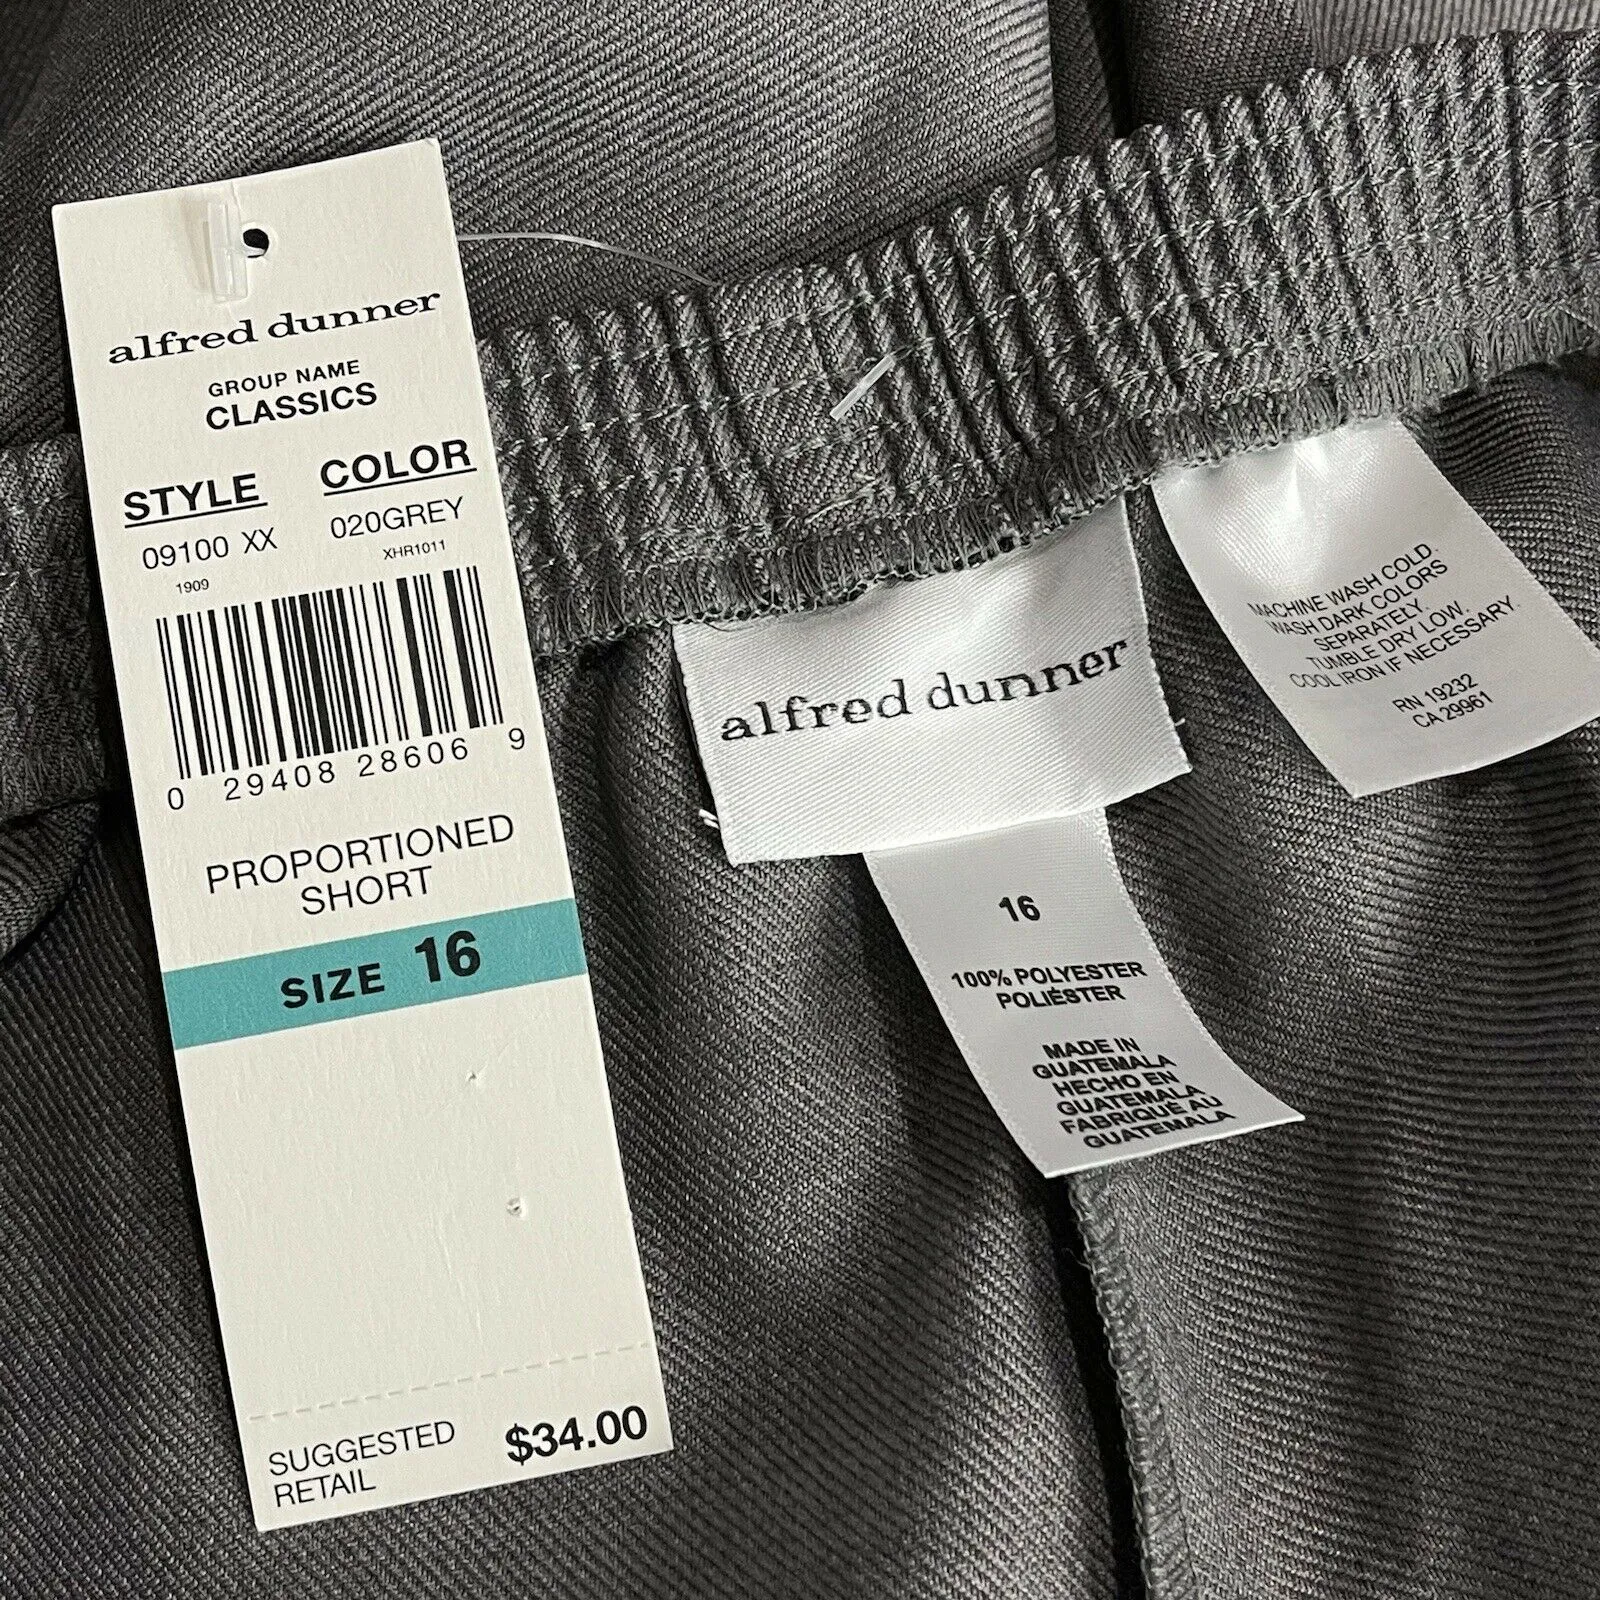 alfred dunner
GROUP NAME
CLASSICS
STYLE COLOR
09100 XX 020GREY
1909 XHR1011
0 29408 28606 9
PROPORTIONED
SHORT
SIZE 16
SUGGESTED
RETAIL
$34.00
alfred dunner
16
100% POLYESTER
POLIÉSTER
MADE IN
GUATEMALA
HECHO EN
GUATEMALA
FABRIQUÉ AU
GUATEMALA
MACHINE WASH COLD.
WASH DARK COLORS
SEPARATELY.
TUMBLE DRY LOW.
COOL IRON IF NECESSARY.
RN 19232
CA 29961